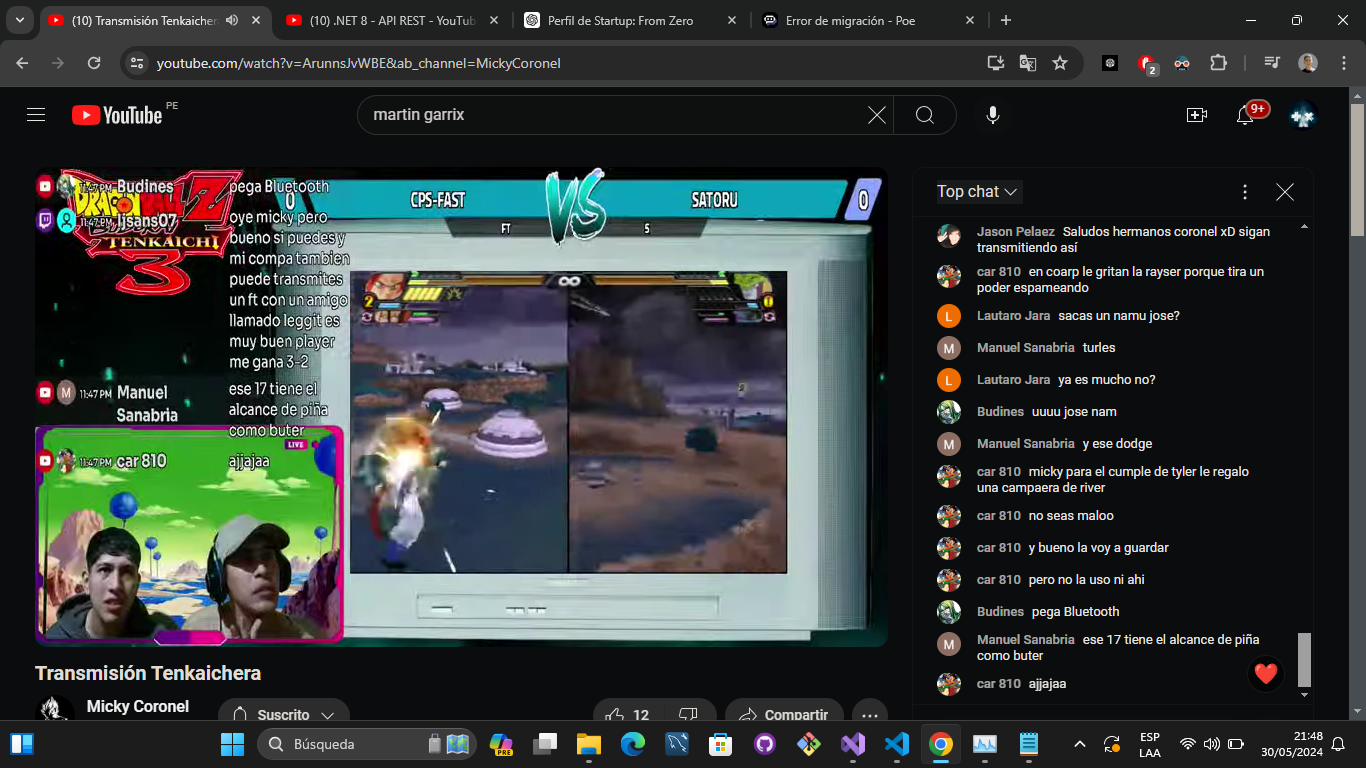 (10) Transmisión Tenkaicher
(10) .NET 8 - API REST - YouTub
Perfil de Startup: From Zero
Error de migración - Poe
youtube.com/watch?v=ArunnsJvWBE&ab_channel=MickyCoronel
2
YouTube PE
martin garrix
9+
11:47 PM Budines
pega Bluetooth
11:47 PM Ijsans07
oye micky pero
bueno si puedes y
mi compa tambien
puede transmites
un ft con un amigo
llamado leggit es
muy buen player
me gana 3-2
11:47 PM Manuel
Sanabria
ese 17 tiene el
alcance de piña
como buter
11:47 PM car 810
ajjajaa
DRAGON BALL Z
TENKAICHI
3
LIVE
0 CPS-FAST VS SATORU 0
FT 5
2
0
Top chat
Jason Pelaez Saludos hermanos coronel xD sigan
transmitiendo así
car 810 en coarp le gritan la rayser porque tira un
poder espameando
L Lautaro Jara sacas un namu jose?
M Manuel Sanabria turles
L Lautaro Jara ya es mucho no?
Budines uuuu jose nam
M Manuel Sanabria y ese dodge
car 810 micky para el cumple de tyler le regalo
una campaera de river
car 810 no seas maloo
car 810 y bueno la voy a guardar
car 810 pero no la uso ni ahi
Budines pega Bluetooth
M Manuel Sanabria ese 17 tiene el alcance de piña
como buter
car 810 ajjajaa
Transmisión Tenkaichera
Micky Coronel
Suscrito
12
Compartir
Búsqueda
PRE
ESP
LAA
21:48
30/05/2024